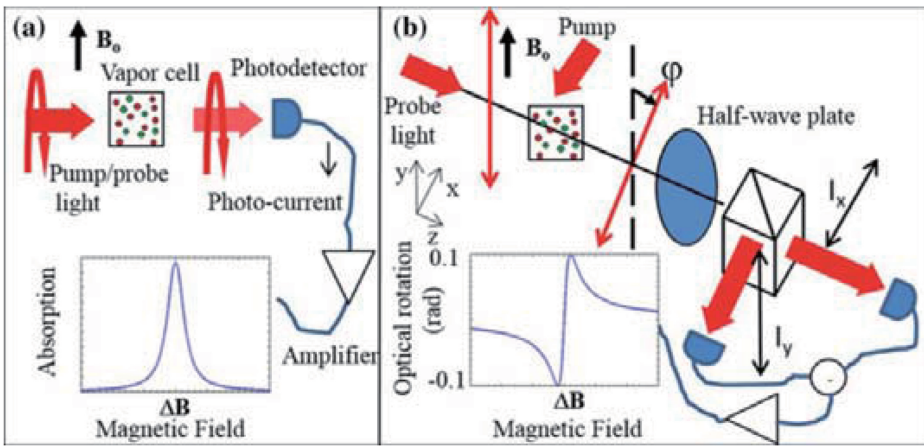 (a)
B₀
Vapor cell
Photodetector
Pump/probe
light
Photo-current
Absorption
Amplifier
ΔB
Magnetic Field
(b)
B₀
Pump
φ
Probe
light
Half-wave plate
y
x
z
Iₓ
I_y
0.1
Optical rotation
(rad)
-0.1
ΔB
Magnetic Field
-